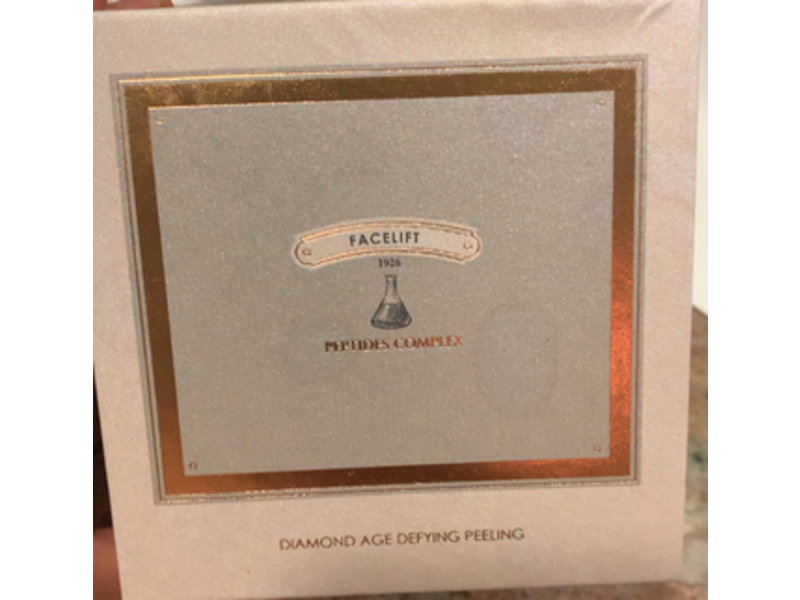 FACELIFT
1926
PEPTIDES COMPLEX
DIAMOND AGE DEFYING PEELING